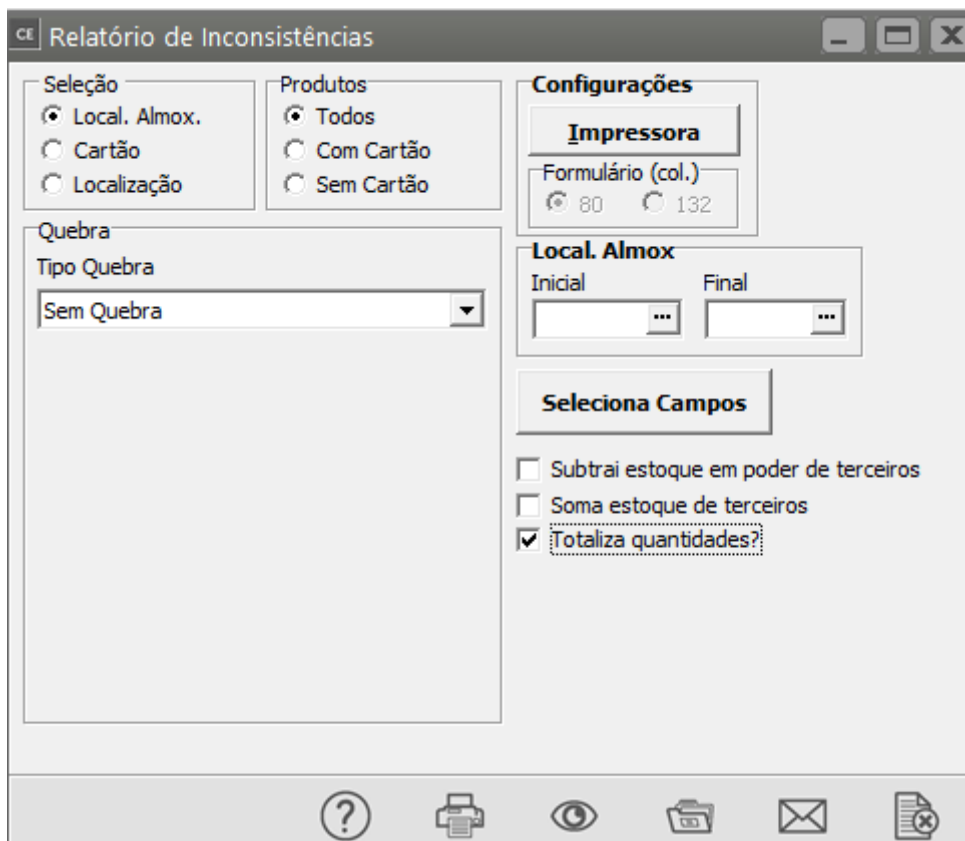 CE Relatório de Inconsistências
Seleção
Local. Almox.
Cartão
Localização
Produtos
Todos
Com Cartão
Sem Cartão
Configurações
Impressora
Formulário (col.)
80 132
Quebra
Tipo Quebra
Sem Quebra
Local. Almox
Inicial Final
... ...
Seleciona Campos
Subtrai estoque em poder de terceiros
Soma estoque de terceiros
Totaliza quantidades?